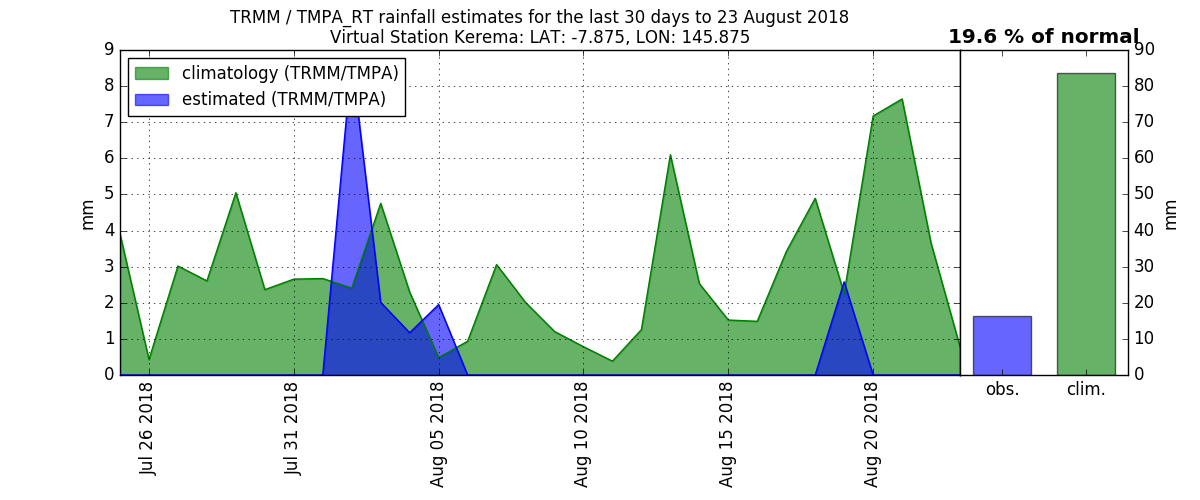 TRMM / TMPA_RT rainfall estimates for the last 30 days to 23 August 2018
Virtual Station Kerema: LAT: -7.875, LON: 145.875
19.6 % of normal
climatology (TRMM/TMPA)
estimated (TRMM/TMPA)
9
8
7
6
5
4
3
2
1
0
mm
Jul 26 2018
Jul 31 2018
Aug 05 2018
Aug 10 2018
Aug 15 2018
Aug 20 2018
90
80
70
60
50
40
30
20
10
0
mm
obs.
clim.